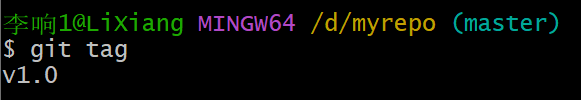 李响1@LiXiang MINGW64 /d/myrepo (master)
$ git tag
v1.0